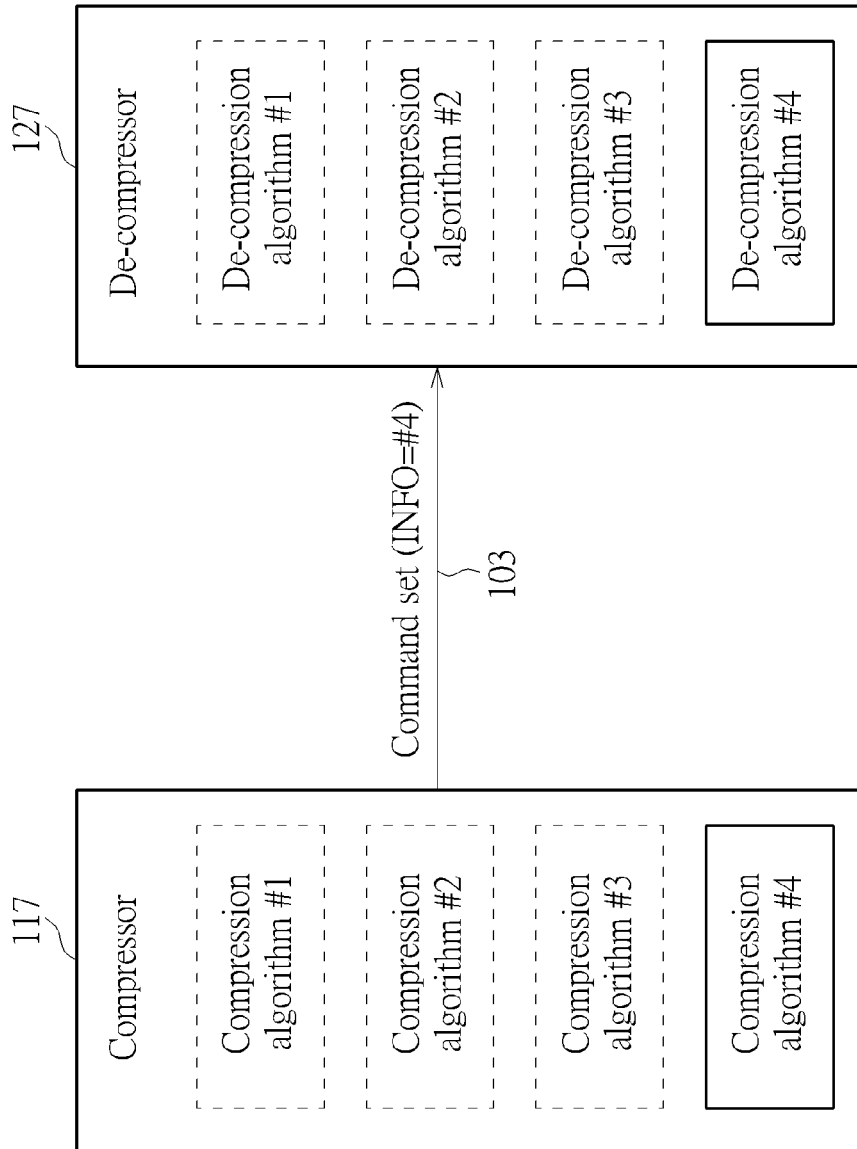 117
Compressor
Compression
algorithm #1
Compression
algorithm #2
Compression
algorithm #3
Compression
algorithm #4
Command set (INFO=#4)
103
127
De-compressor
De-compression
algorithm #1
De-compression
algorithm #2
De-compression
algorithm #3
De-compression
algorithm #4